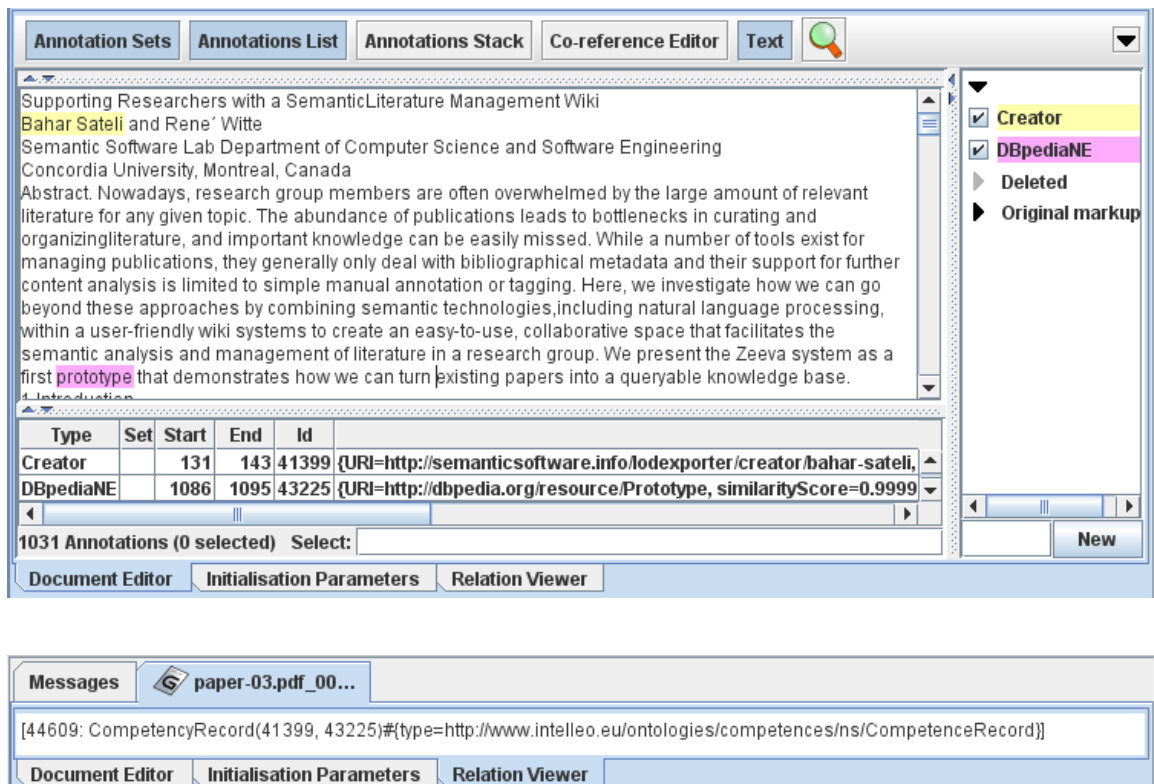 Annotation Sets Annotations List Annotations Stack Co-reference Editor Text
Supporting Researchers with a SemanticLiterature Management Wiki
Bahar Sateli and Rene´ Witte
Semantic Software Lab Department of Computer Science and Software Engineering
Concordia University, Montreal, Canada
Abstract. Nowadays, research group members are often overwhelmed by the large amount of relevant
literature for any given topic. The abundance of publications leads to bottlenecks in curating and
organizingliterature, and important knowledge can be easily missed. While a number of tools exist for
managing publications, they generally only deal with bibliographical metadata and their support for further
content analysis is limited to simple manual annotation or tagging. Here, we investigate how we can go
beyond these approaches by combining semantic technologies,including natural language processing,
within a user-friendly wiki systems to create an easy-to-use, collaborative space that facilitates the
semantic analysis and management of literature in a research group. We present the Zeeva system as a
first prototype that demonstrates how we can turn existing papers into a queryable knowledge base.
1 Introduction
Creator
DBpediaNE
Deleted
Original markup
Type Set Start End Id
Creator 131 143 41399 {URI=http://semanticsoftware.info/lodexporter/creator/bahar-sateli,
DBpediaNE 1086 1095 43225 {URI=http://dbpedia.org/resource/Prototype, similarityScore=0.9999
1031 Annotations (0 selected) Select:
New
Document Editor Initialisation Parameters Relation Viewer
Messages paper-03.pdf_00...
[44609: CompetencyRecord(41399, 43225)#{type=http://www.intelleo.eu/ontologies/competences/ns/CompetenceRecord}]
Document Editor Initialisation Parameters Relation Viewer